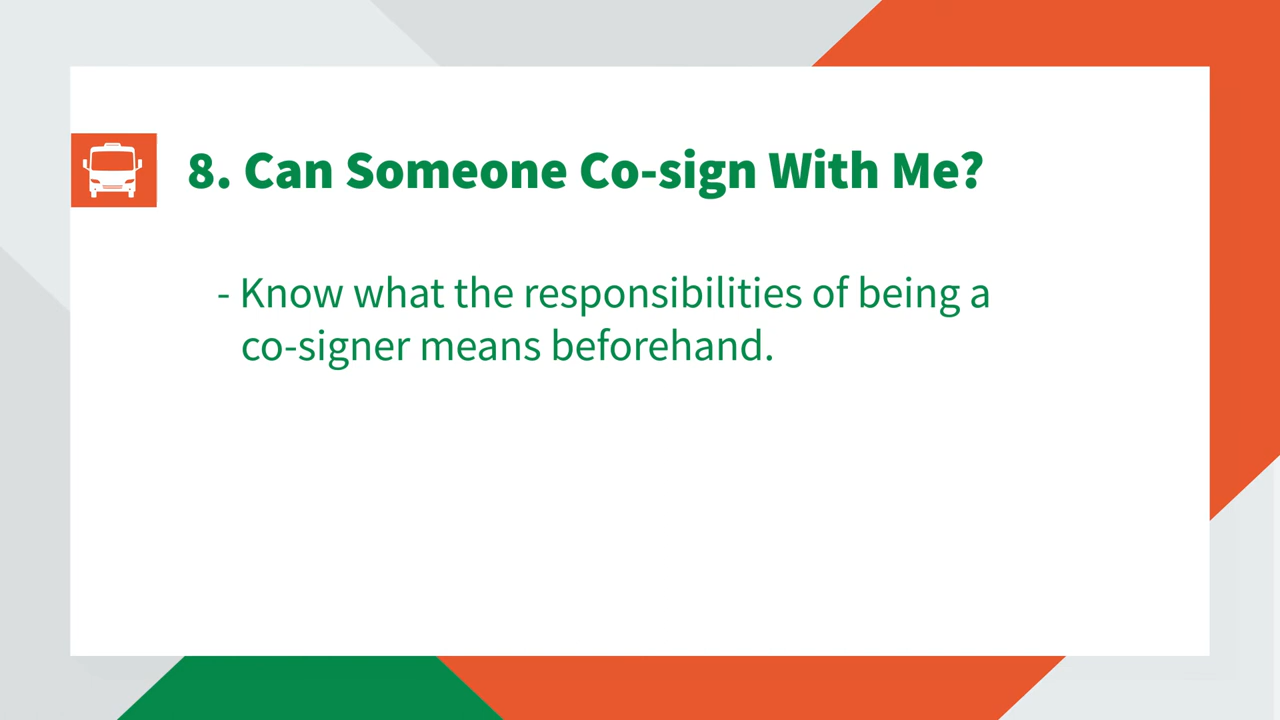 8. Can Someone Co-sign With Me?
- Know what the responsibilities of being a
co-signer means beforehand.